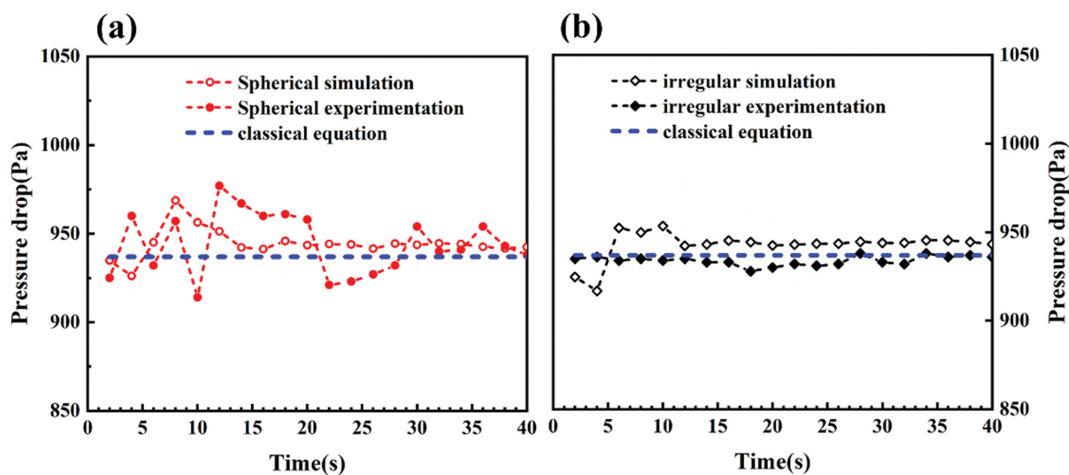 (a)
1050
1000
950
900
850
Pressure drop(Pa)
Spherical simulation
Spherical experimentation
classical equation
0 5 10 15 20 25 30 35 40
Time(s)
(b)
irregular simulation
irregular experimentation
classical equation
1050
1000
950
900
850
Pressure drop(Pa)
0 5 10 15 20 25 30 35 40
Time(s)